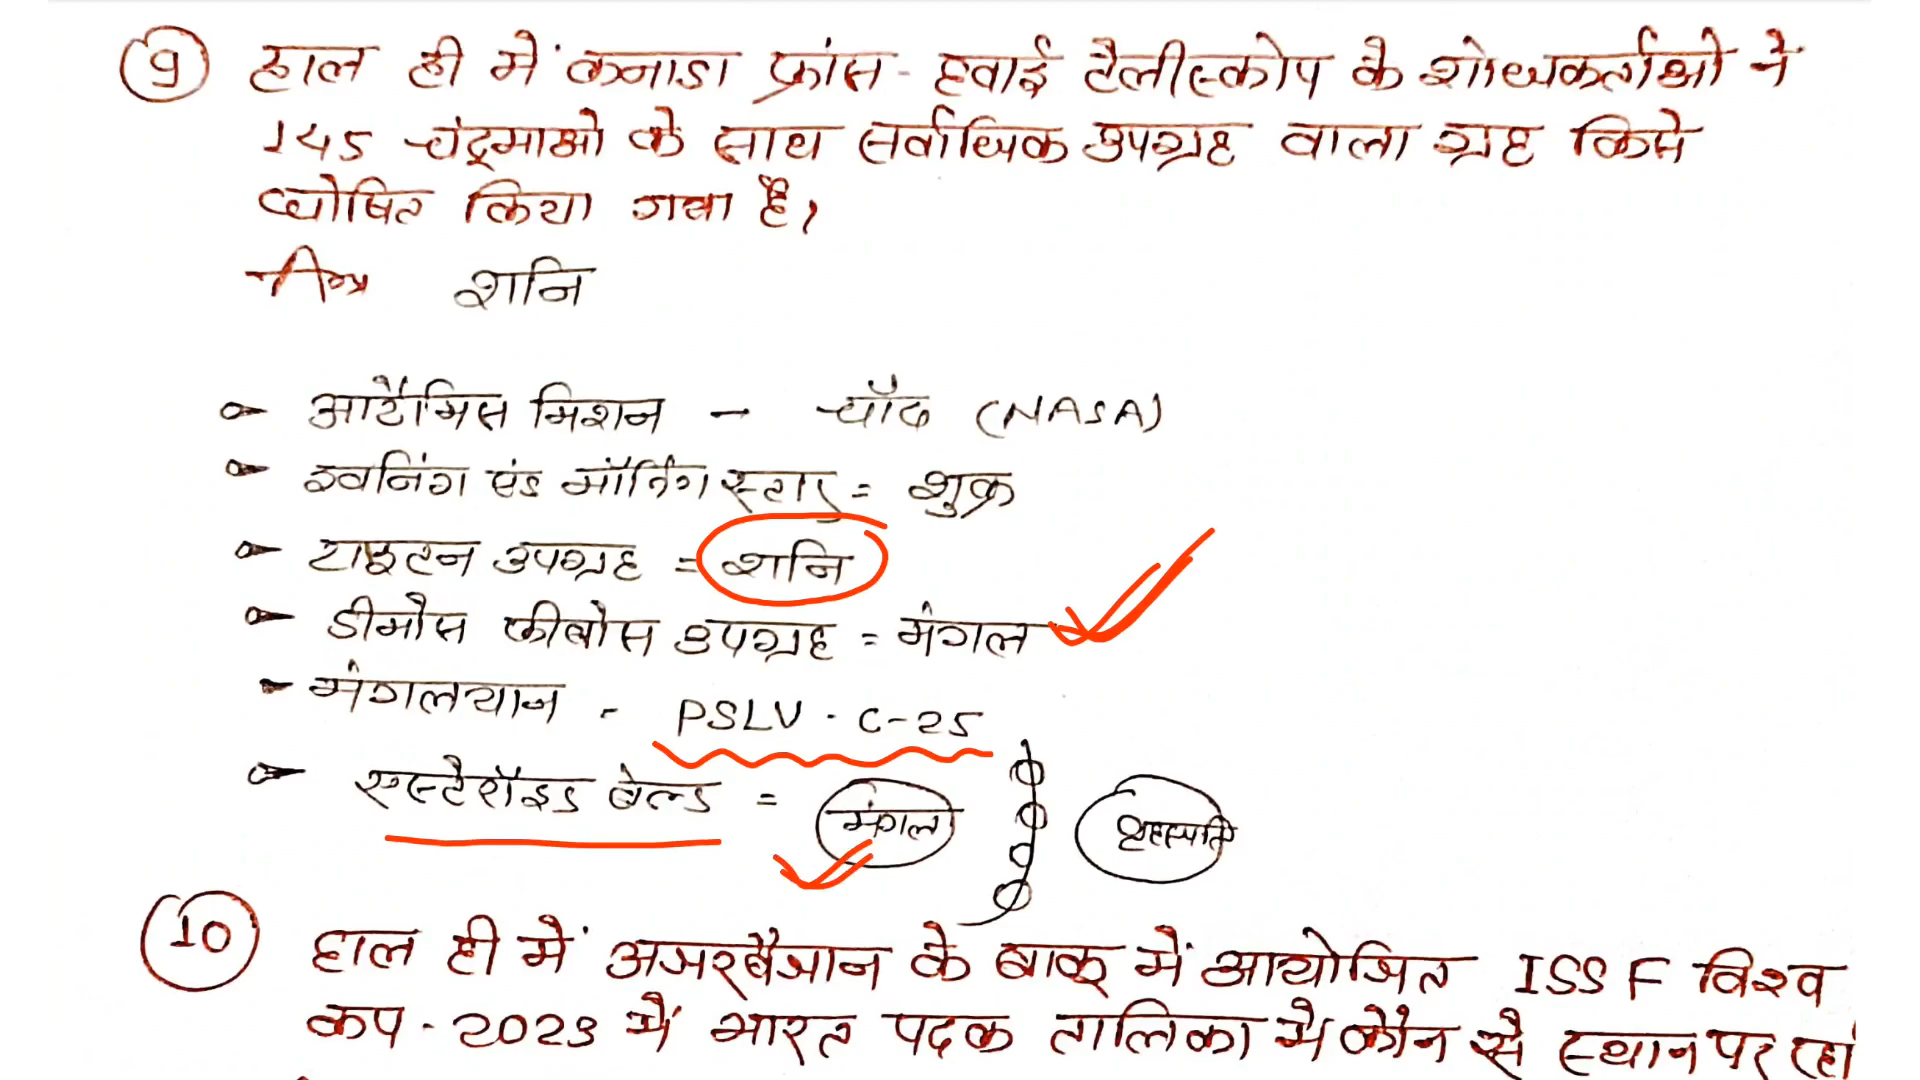 9 हाल ही में कनाडा फ्रांस - हवाई टैलीस्कोप के शोधकर्ताओ ने
145 चंद्रमाओ के साथ सर्वाधिक उपग्रह वाला ग्रह किसे
घोषित किया गया है,
शनि
आर्टैमिस मिशन - चॉद (NASA)
इवनिंग एंड मॉर्निंग स्टार = शुक्र
टाइटन उपग्रह = शनि
डीमोस फीबोस उपग्रह = मंगल
मंगलयान - PSLV - C-25
एस्टैरॉइड बेल्ट = मंगल बृहस्पति
10 हाल ही में अजरबैजान के बाकू में आयोजित ISSF विश्व
कप - 2023 में भारत पदक तालिका में कौन से स्थान पर रहा